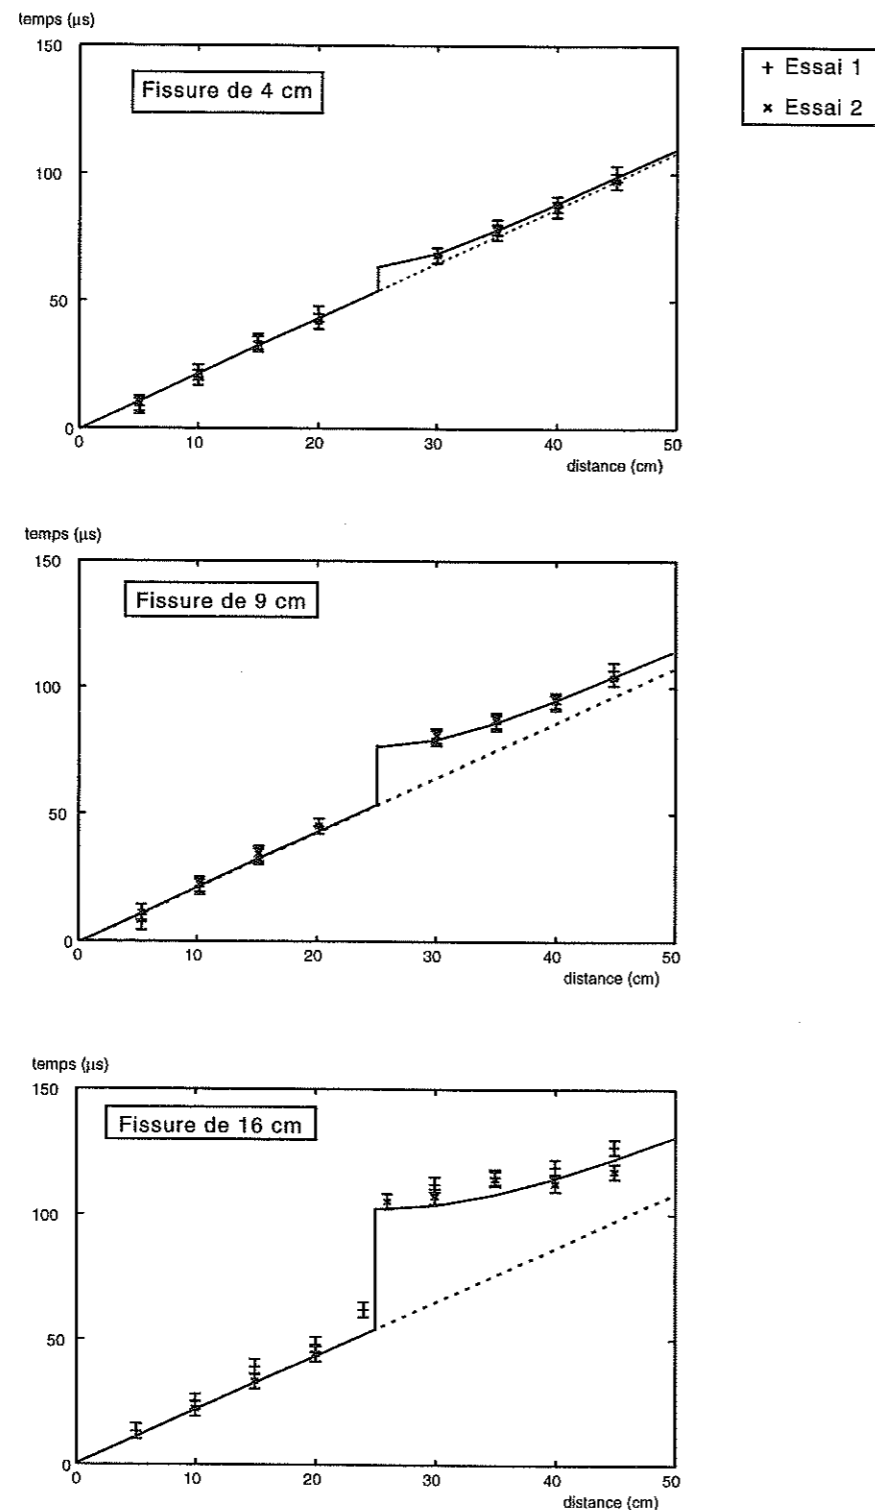 temps (µs)
150
Fissure de 4 cm
+ Essai 1
× Essai 2
100
50
0
0 10 20 30 40 50
distance (cm)
temps (µs)
150
Fissure de 9 cm
100
50
0
0 10 20 30 40 50
distance (cm)
temps (µs)
150
Fissure de 16 cm
100
50
0
0 10 20 30 40 50
distance (cm)